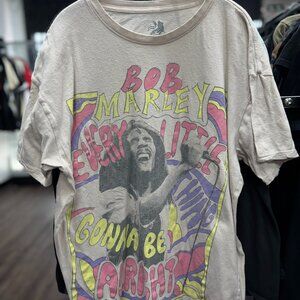 BOB
MARLEY
EVERY LITTLE
THING
GONNA BE
ALRIGHT